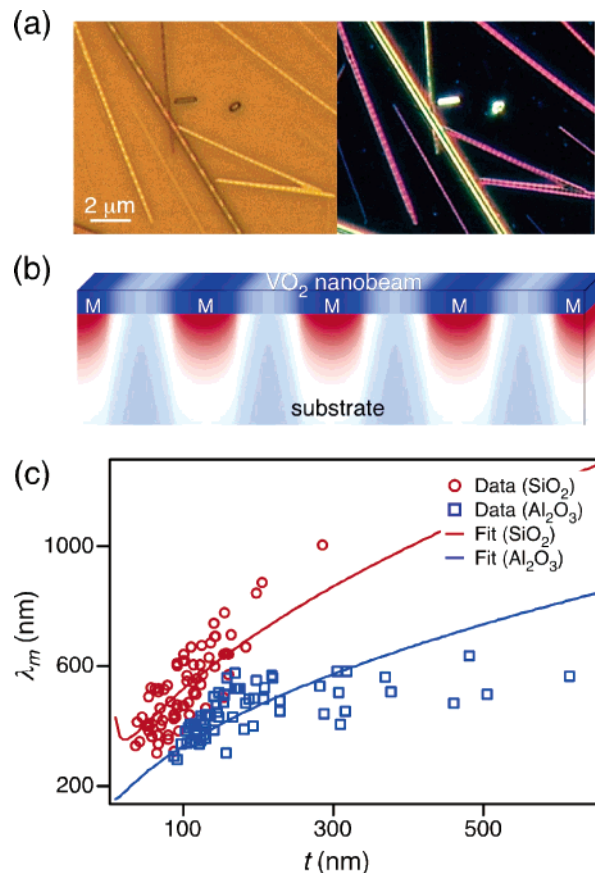 (a)
2 μm
(b)
VO₂ nanobeam
M M M M M
substrate
(c)
Data (SiO₂)
Data (Al₂O₃)
Fit (SiO₂)
Fit (Al₂O₃)
1000
600
200
λₘ (nm)
100 300 500
t (nm)